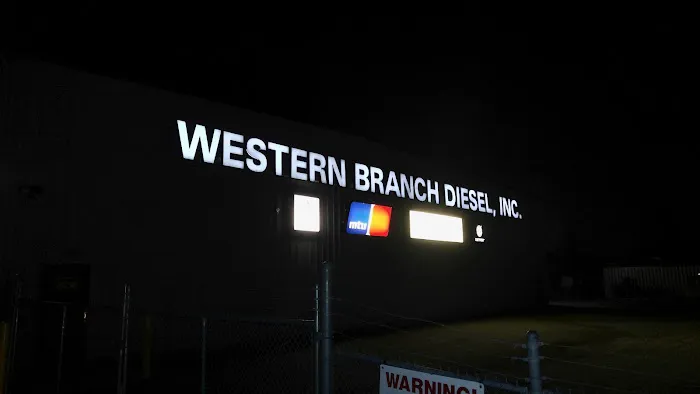 WESTERN BRANCH DIESEL, INC.
mtu
WARNING!